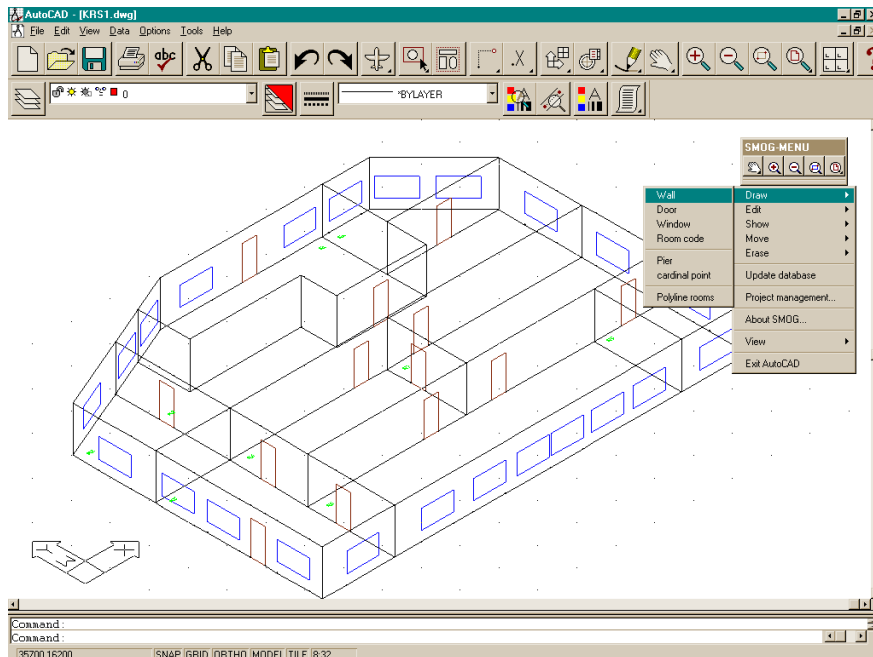 AutoCAD - [KRS1.dwg]
File Edit View Data Options Tools Help
abc
.X
A
0
BYLAYER
A
SMOG-MENU
Wall
Door
Window
Room code
Pier
cardinal point
Polyline rooms
Draw
Edit
Show
Move
Erase
Update database
Project management...
About SMOG...
View
Exit AutoCAD
X
Command:
Command:
35700,16200 SNAP GRID ORTHO MODEL TILE 8:32